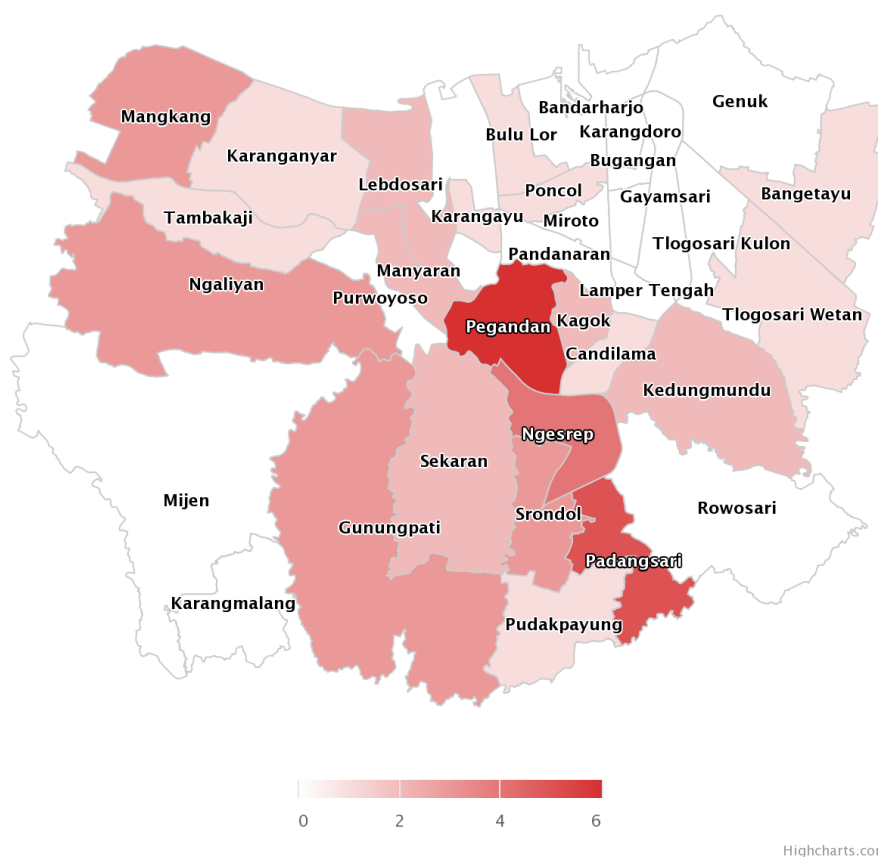 Genuk
Bandarharjo
Mangkang
Bulu Lor
Karangdoro
Karanganyar
Bugangan
Lebdosari
Poncol
Gayamsari
Bangetayu
Tambakaji
Karangayu
Miroto
Tlogosari Kulon
Pandanaran
Manyaran
Ngaliyan
Purwoyoso
Lamper Tengah
Tlogosari Wetan
Kagok
Pegandan
Candilama
Kedungmundu
Ngesrep
Sekaran
Mijen
Rowosari
Srondol
Gunungpati
Padangsari
Karangmalang
Pudakpayung
0 2 4 6
Highcharts.co